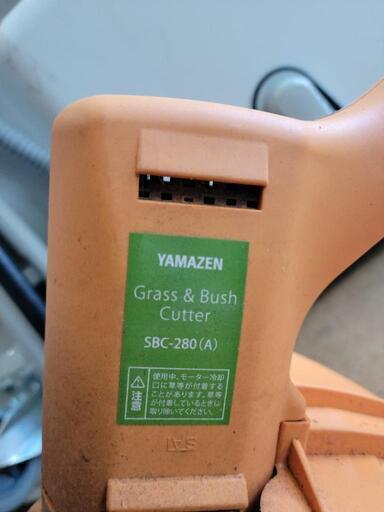 YAMAZEN
Grass & Bush
Cutter
SBC-280(A)
注意
使用中、モーター冷却
口に草等が付着する
ことがあります。草等
が付着しているときは
取り除いてください。